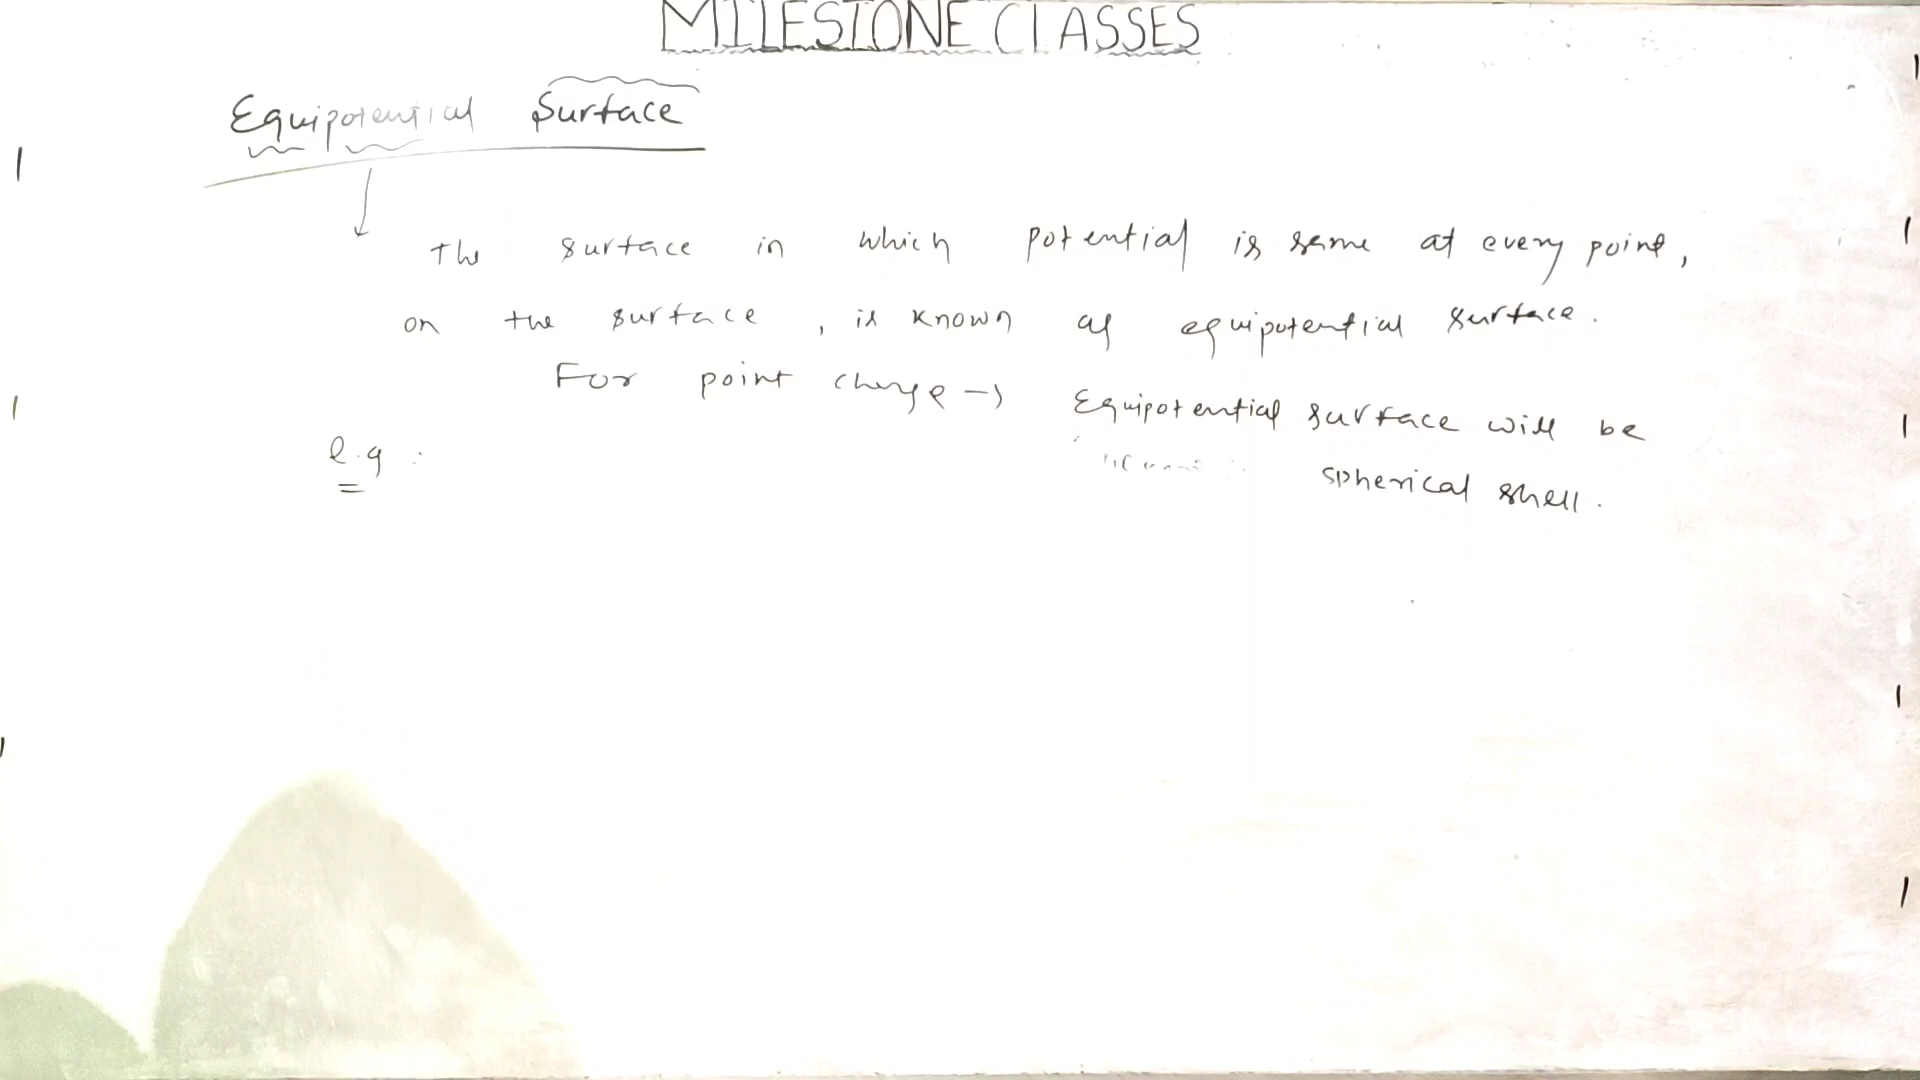 MILESTONE CLASSES
Equipotential Surface
The surface in which potential is same at every point,
on the surface, is known as equipotential surface.
For point charge → Equipotential surface will be
e.g :
spherical shell.